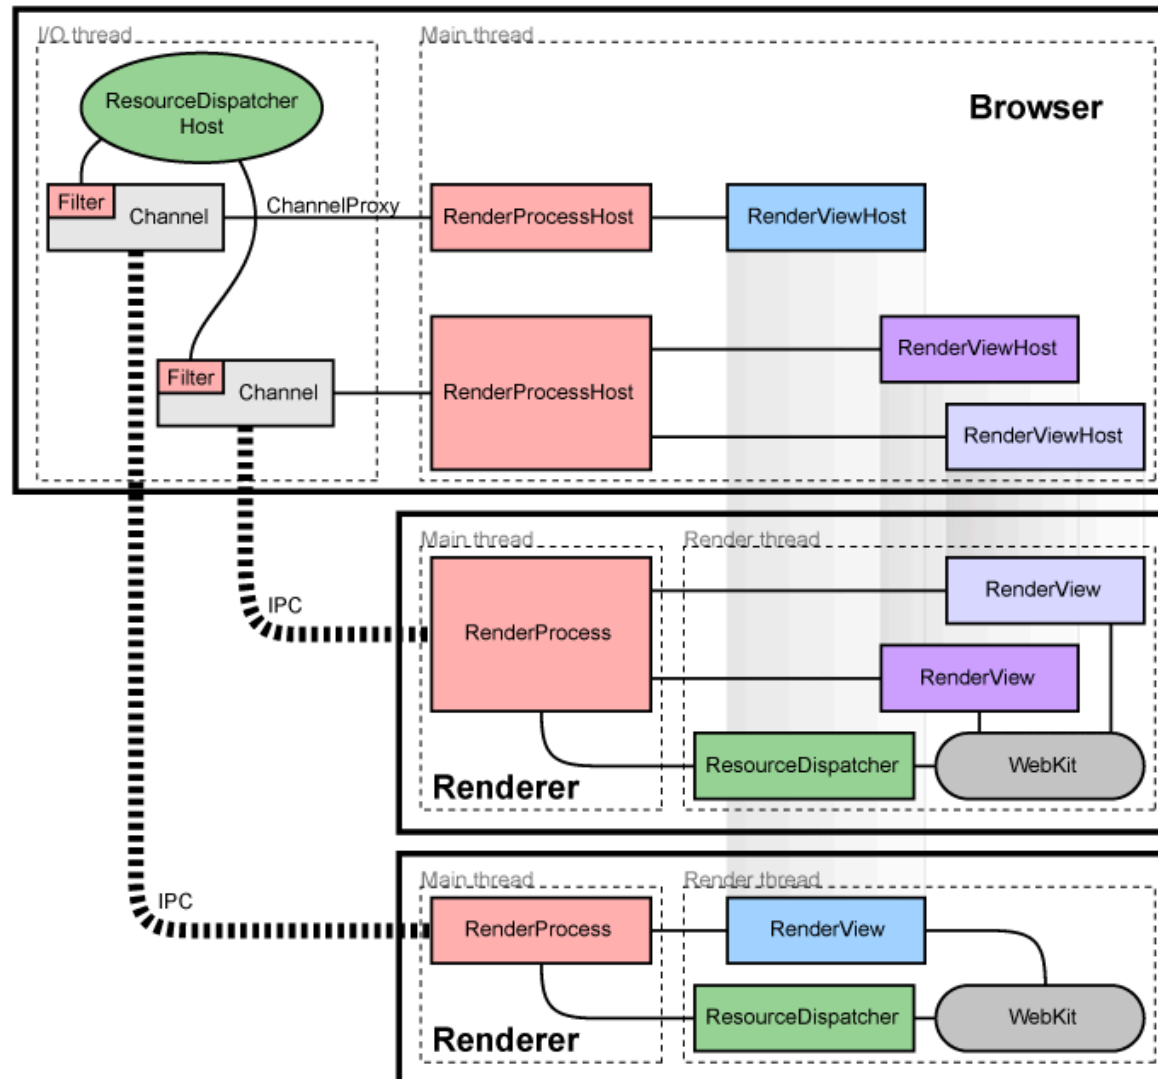 I/O thread
Main thread
ResourceDispatcher
Host
Browser
Filter
Channel
ChannelProxy
RenderProcessHost
RenderViewHost
RenderViewHost
Filter
Channel
RenderProcessHost
RenderViewHost
Main thread
Render thread
RenderView
IPC
RenderProcess
RenderView
ResourceDispatcher
WebKit
Renderer
Main thread
Render thread
IPC
RenderProcess
RenderView
ResourceDispatcher
WebKit
Renderer